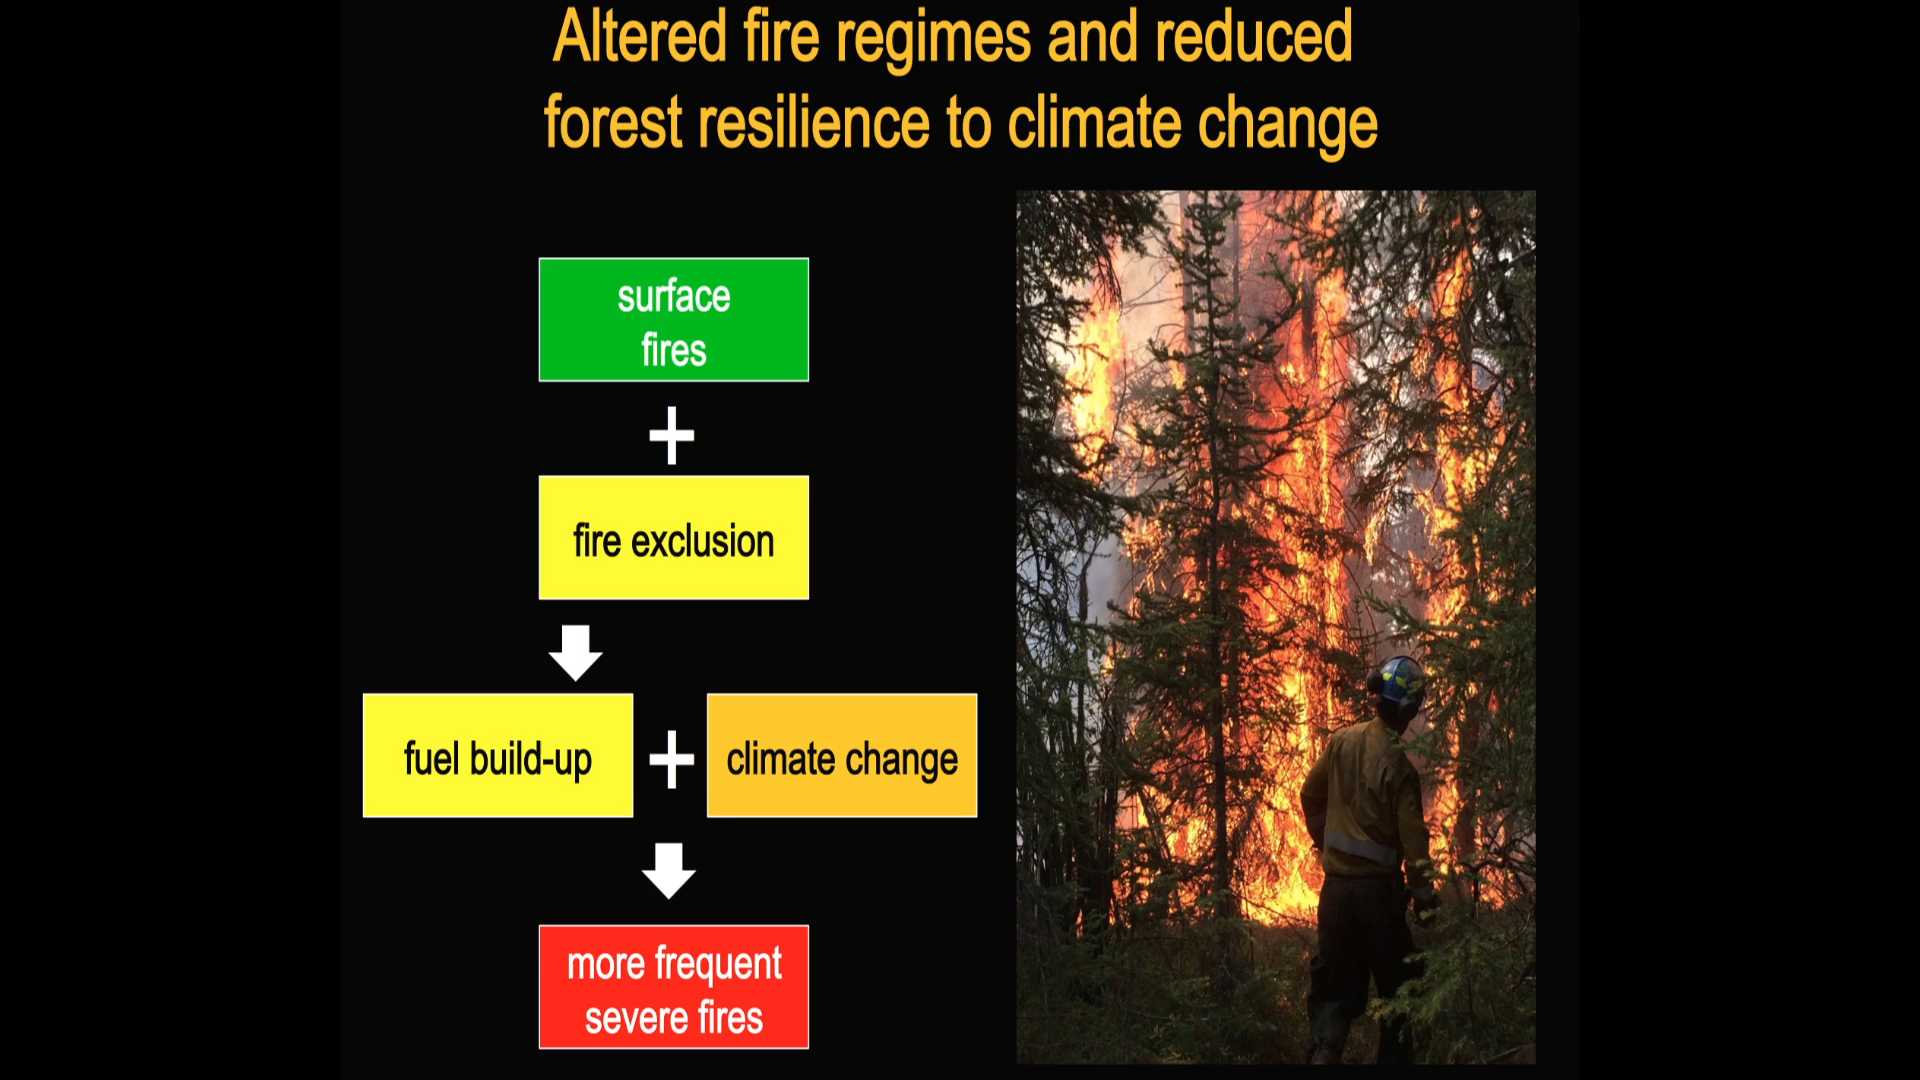 Altered fire regimes and reduced
forest resilience to climate change
surface
fires
+
fire exclusion
fuel build-up + climate change
more frequent
severe fires